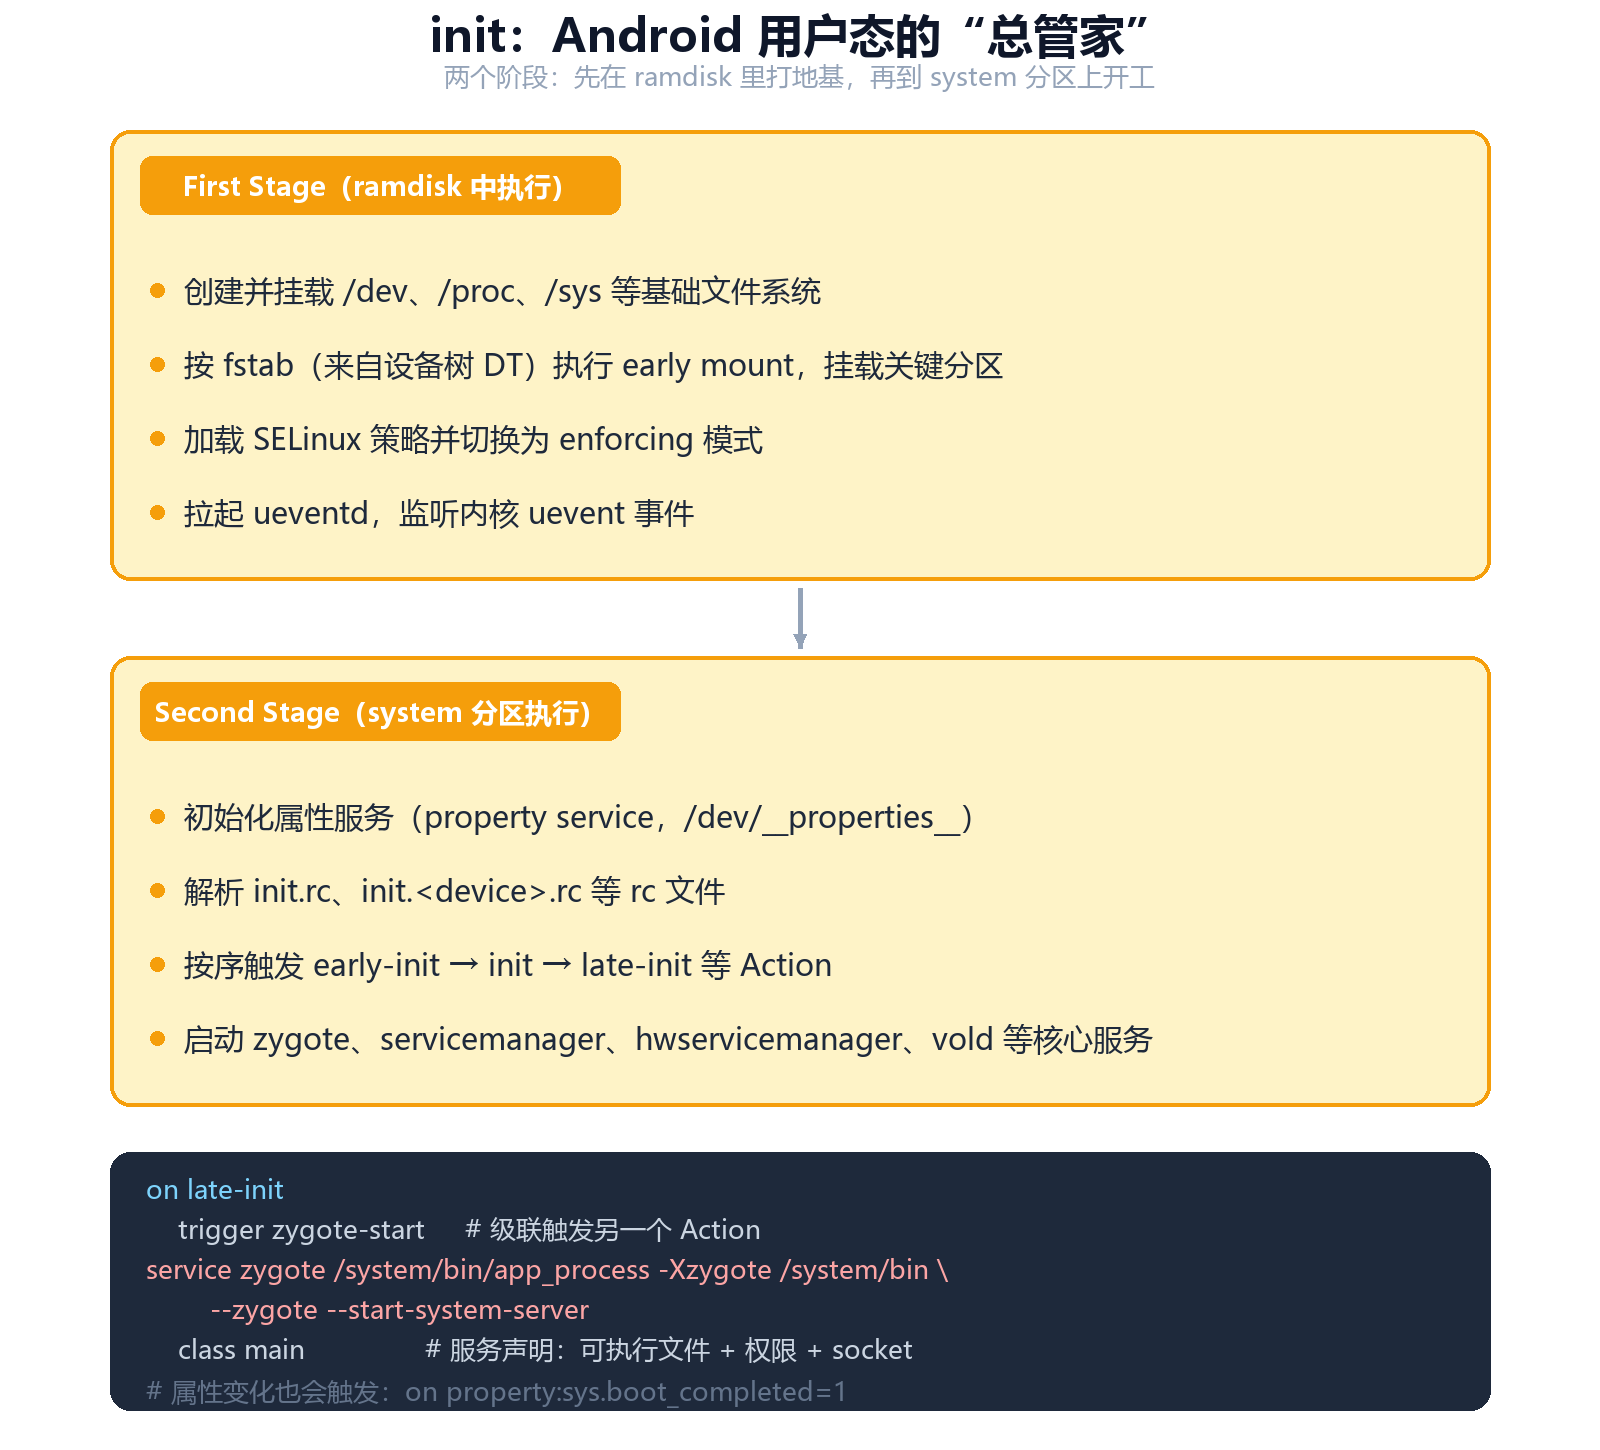 init：Android 用户态的“总管家”
两个阶段：先在 ramdisk 里打地基，再到 system 分区上开工
First Stage（ramdisk 中执行）
创建并挂载 /dev、/proc、/sys 等基础文件系统
按 fstab（来自设备树 DT）执行 early mount，挂载关键分区
加载 SELinux 策略并切换为 enforcing 模式
拉起 ueventd，监听内核 uevent 事件
Second Stage（system 分区执行）
初始化属性服务（property service，/dev/__properties__）
解析 init.rc、init.<device>.rc 等 rc 文件
按序触发 early-init → init → late-init 等 Action
启动 zygote、servicemanager、hwservicemanager、vold 等核心服务
on late-init
trigger zygote-start # 级联触发另一个 Action
service zygote /system/bin/app_process -Xzygote /system/bin \
--zygote --start-system-server
class main # 服务声明：可执行文件 + 权限 + socket
# 属性变化也会触发：on property:sys.boot_completed=1